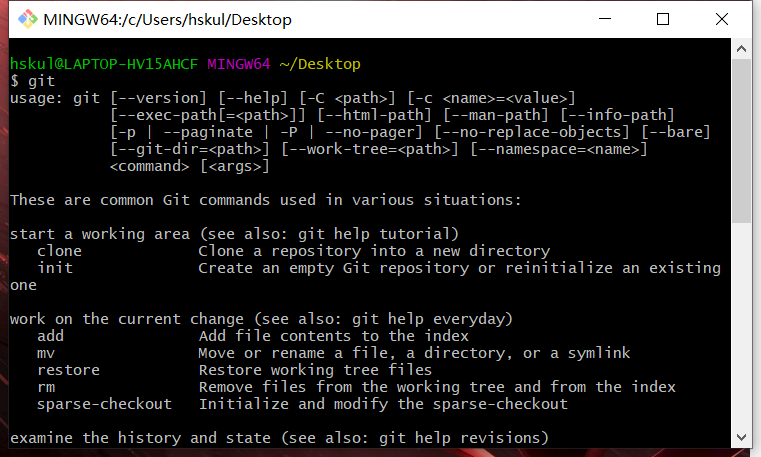 MINGW64:/c/Users/hskul/Desktop
hskul@LAPTOP-HV15AHCF MINGW64 ~/Desktop
$ git
usage: git [--version] [--help] [-C <path>] [-c <name>=<value>]
           [--exec-path[=<path>]] [--html-path] [--man-path] [--info-path]
           [-p | --paginate | -P | --no-pager] [--no-replace-objects] [--bare]
           [--git-dir=<path>] [--work-tree=<path>] [--namespace=<name>]
           <command> [<args>]
These are common Git commands used in various situations:
start a working area (see also: git help tutorial)
   clone             Clone a repository into a new directory
   init              Create an empty Git repository or reinitialize an existing
one
work on the current change (see also: git help everyday)
   add               Add file contents to the index
   mv                Move or rename a file, a directory, or a symlink
   restore           Restore working tree files
   rm                Remove files from the working tree and from the index
   sparse-checkout   Initialize and modify the sparse-checkout
examine the history and state (see also: git help revisions)